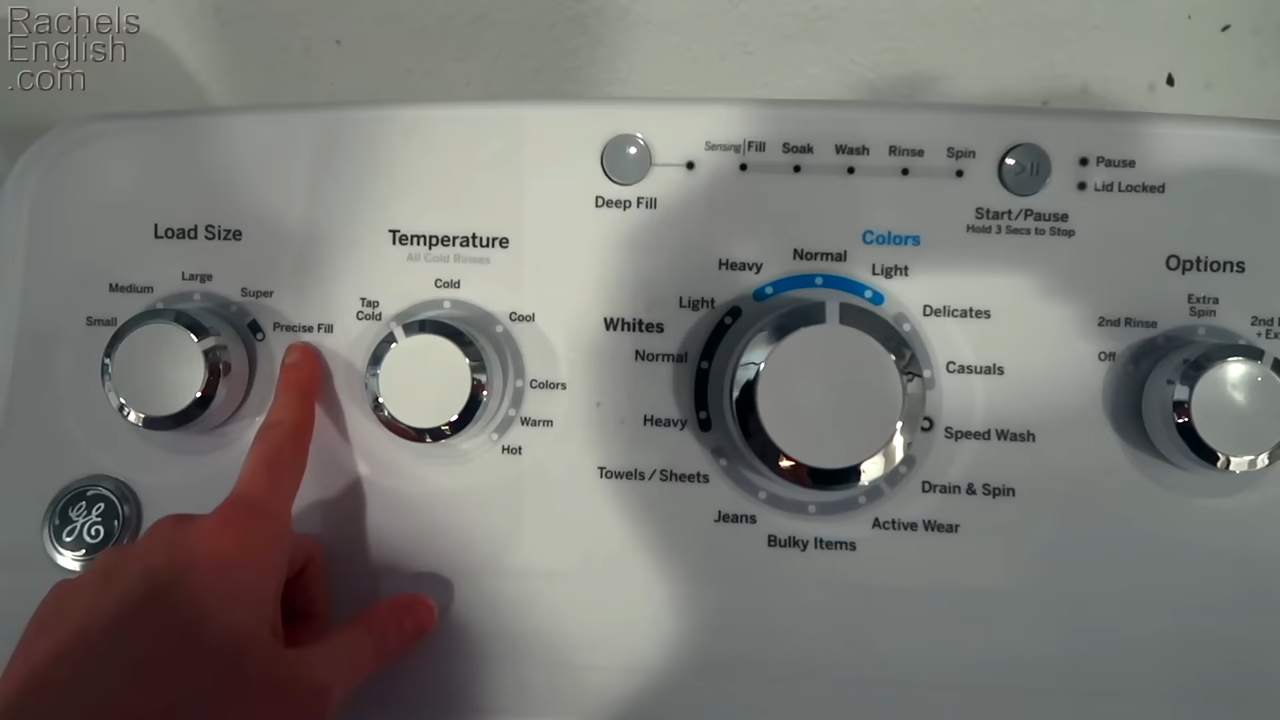 Rachels
English
.com
Sensing Fill Soak Wash Rinse Spin
Pause
Lid Locked
Deep Fill
Start/Pause
Hold 3 Secs to Stop
Load Size
Small
Medium
Large
Super
Precise Fill
Temperature
All Cold Rinses
Tap
Cold
Cold
Cool
Colors
Warm
Hot
Colors
Heavy
Normal
Light
Whites
Light
Normal
Heavy
Towels / Sheets
Jeans
Bulky Items
Active Wear
Drain & Spin
Speed Wash
Casuals
Delicates
Options
Off
2nd Rinse
Extra
Spin
2nd
GE